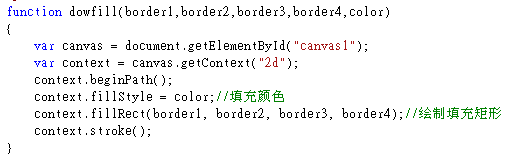 function dowfill(border1,border2,border3,border4,color)
{
var canvas = document.getElementById("canvas1");
var context = canvas.getContext("2d");
context.beginPath();
context.fillStyle = color;//填充颜色
context.fillRect(border1, border2, border3, border4);//绘制填充矩形
context.stroke();
}